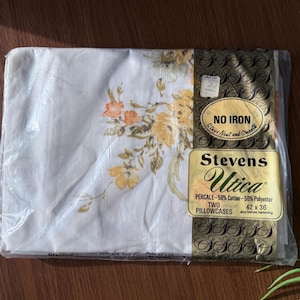 NO IRON
Stevens
Utica
PERCALE - 50% Cotton - 50% Polyester
TWO
PILLOWCASES
42 x 36